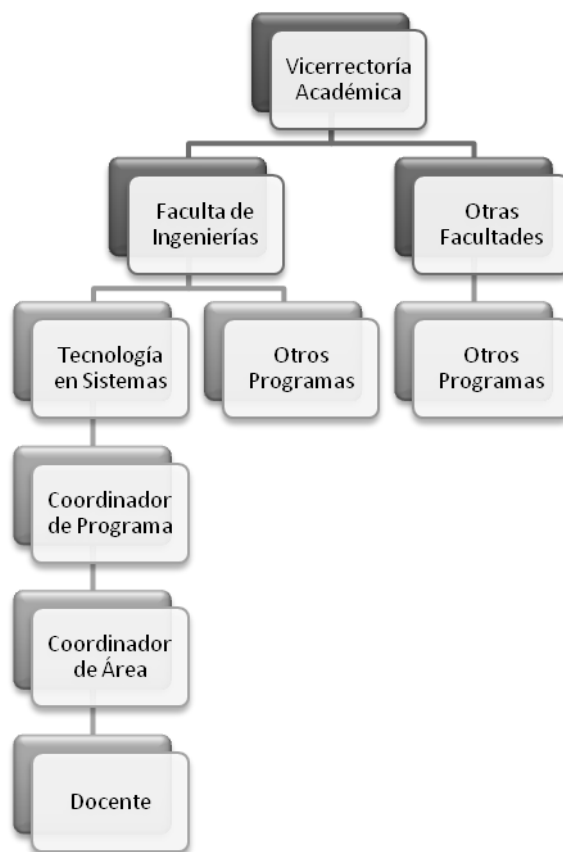 Vicerrectoría
Académica
Faculta de
Ingenierías
Otras
Facultades
Tecnología
en Sistemas
Otros
Programas
Otros
Programas
Coordinador
de Programa
Coordinador
de Área
Docente